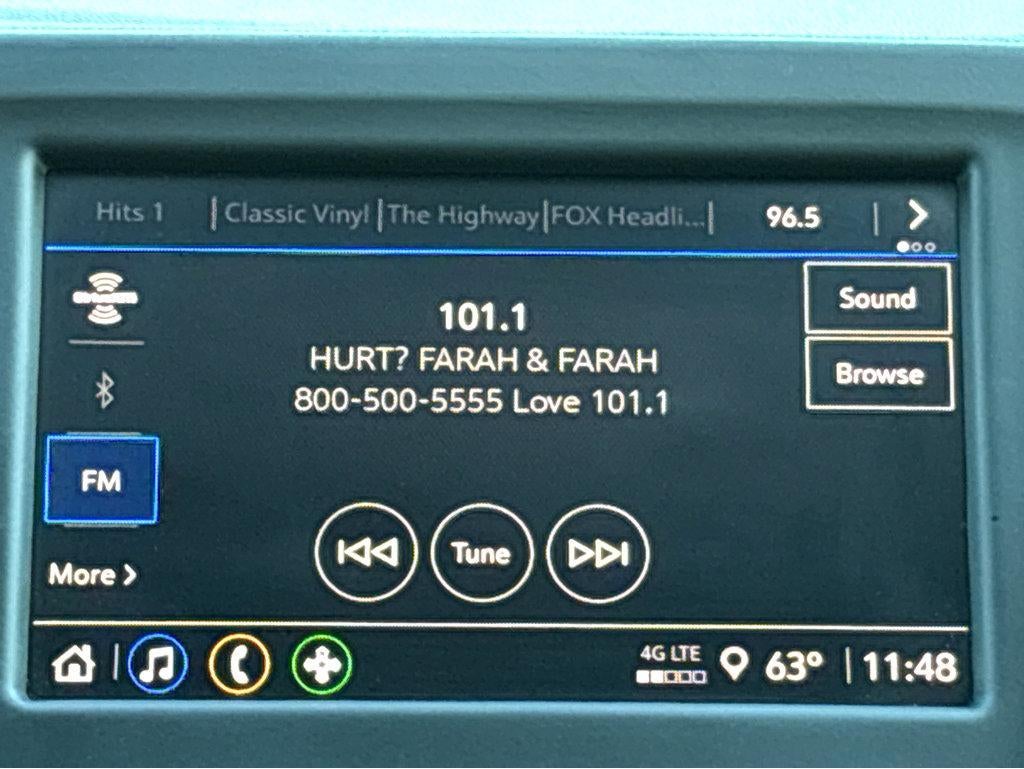 Hits 1 | Classic Vinyl | The Highway | FOX Headli... | 96.5
Sound
101.1
HURT? FARAH & FARAH
800-500-5555 Love 101.1
Browse
FM
Tune
More
4G LTE
63° | 11:48